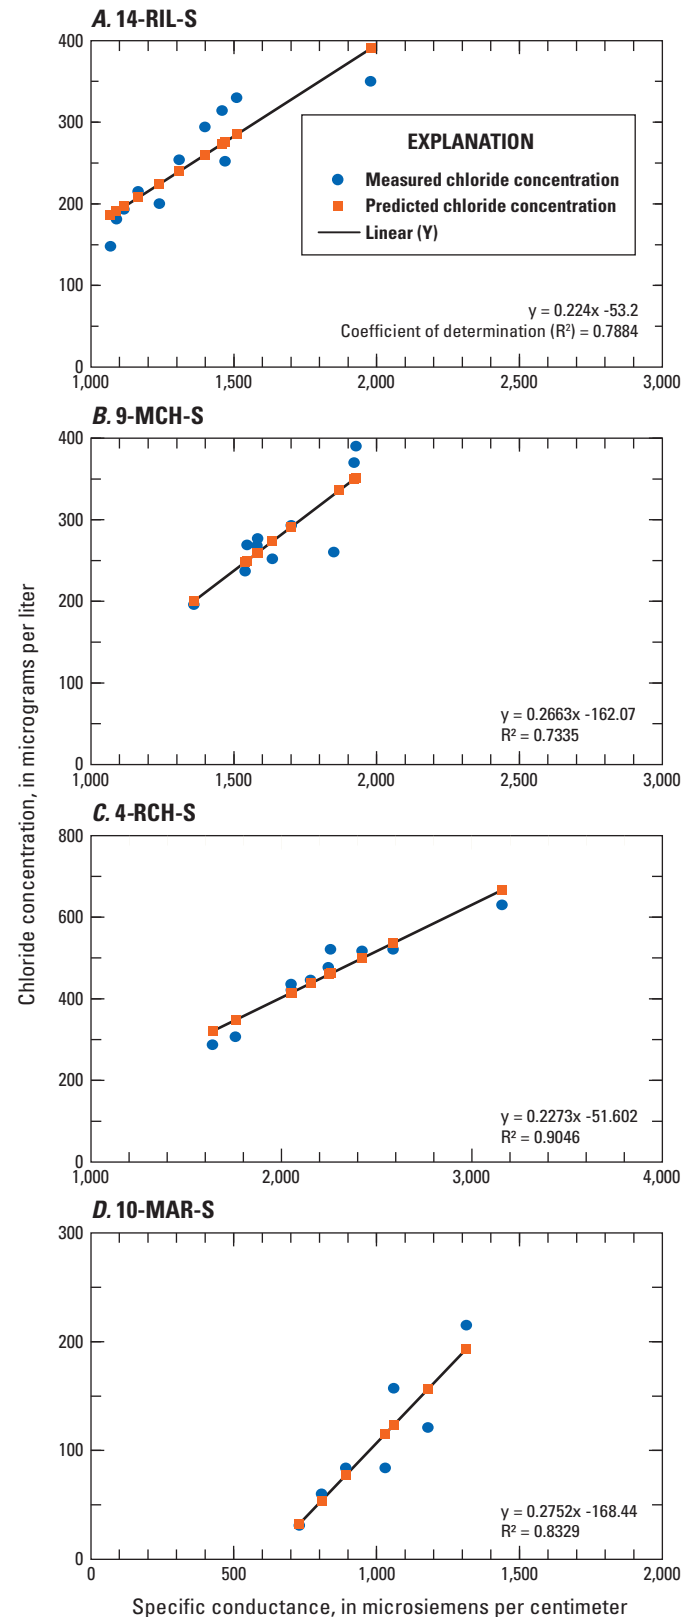 A. 14-RIL-S
400
300
200
100
0
1,000 1,500 2,000 2,500 3,000
EXPLANATION
Measured chloride concentration
Predicted chloride concentration
Linear (Y)
y = 0.224x -53.2
Coefficient of determination (R²) = 0.7884
B. 9-MCH-S
400
300
200
100
0
1,000 1,500 2,000 2,500 3,000
y = 0.2663x -162.07
R² = 0.7335
Chloride concentration, in micrograms per liter
C. 4-RCH-S
800
600
400
200
0
1,000 2,000 3,000 4,000
y = 0.2273x -51.602
R² = 0.9046
D. 10-MAR-S
300
200
100
0
0 500 1,000 1,500 2,000
y = 0.2752x -168.44
R² = 0.8329
Specific conductance, in microsiemens per centimeter